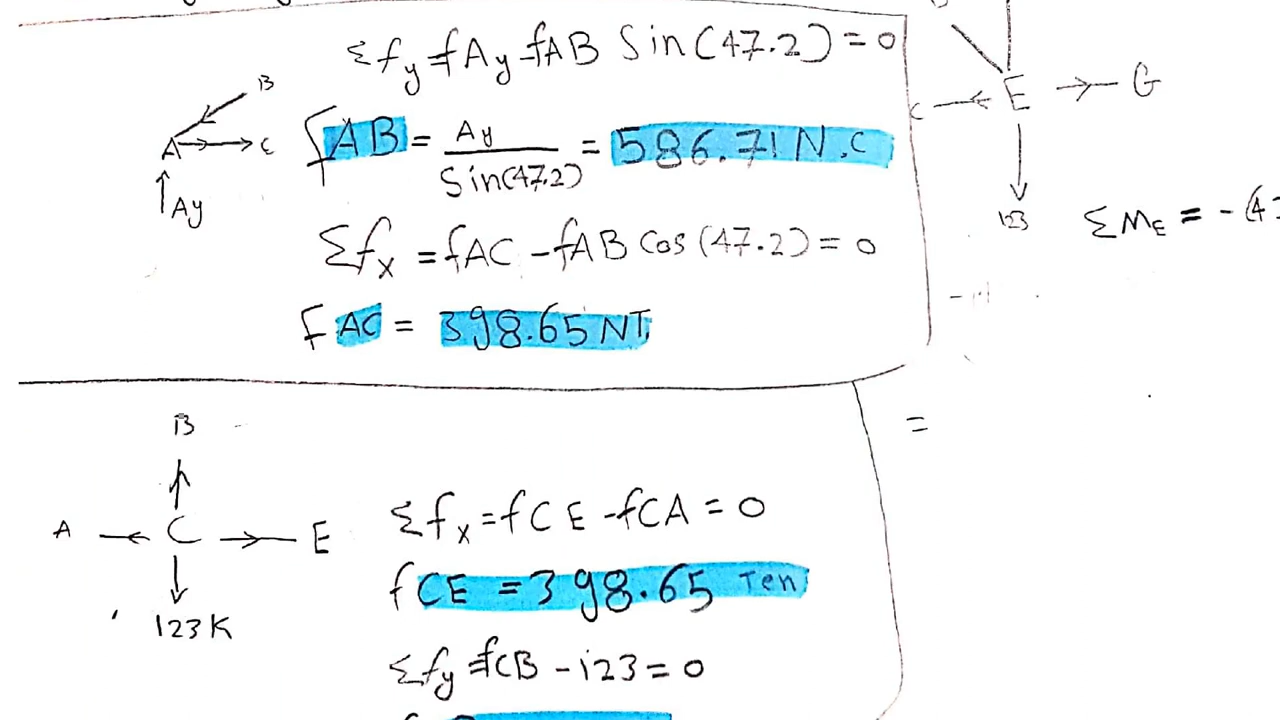 Σfy = fAy - fAB Sin(47.2) = 0
B
A
C
Ay
fAB = Ay / Sin(47.2) = 586.71 N.C
Σfx = fAC - fAB Cos(47.2) = 0
FAC = 398.65 NT.
B
A C E
123K
Σfx = fCE - fCA = 0
fCE = 398.65 Ten
Σfy = fCB - 123 = 0
C E G
123
ΣME = - (4
=